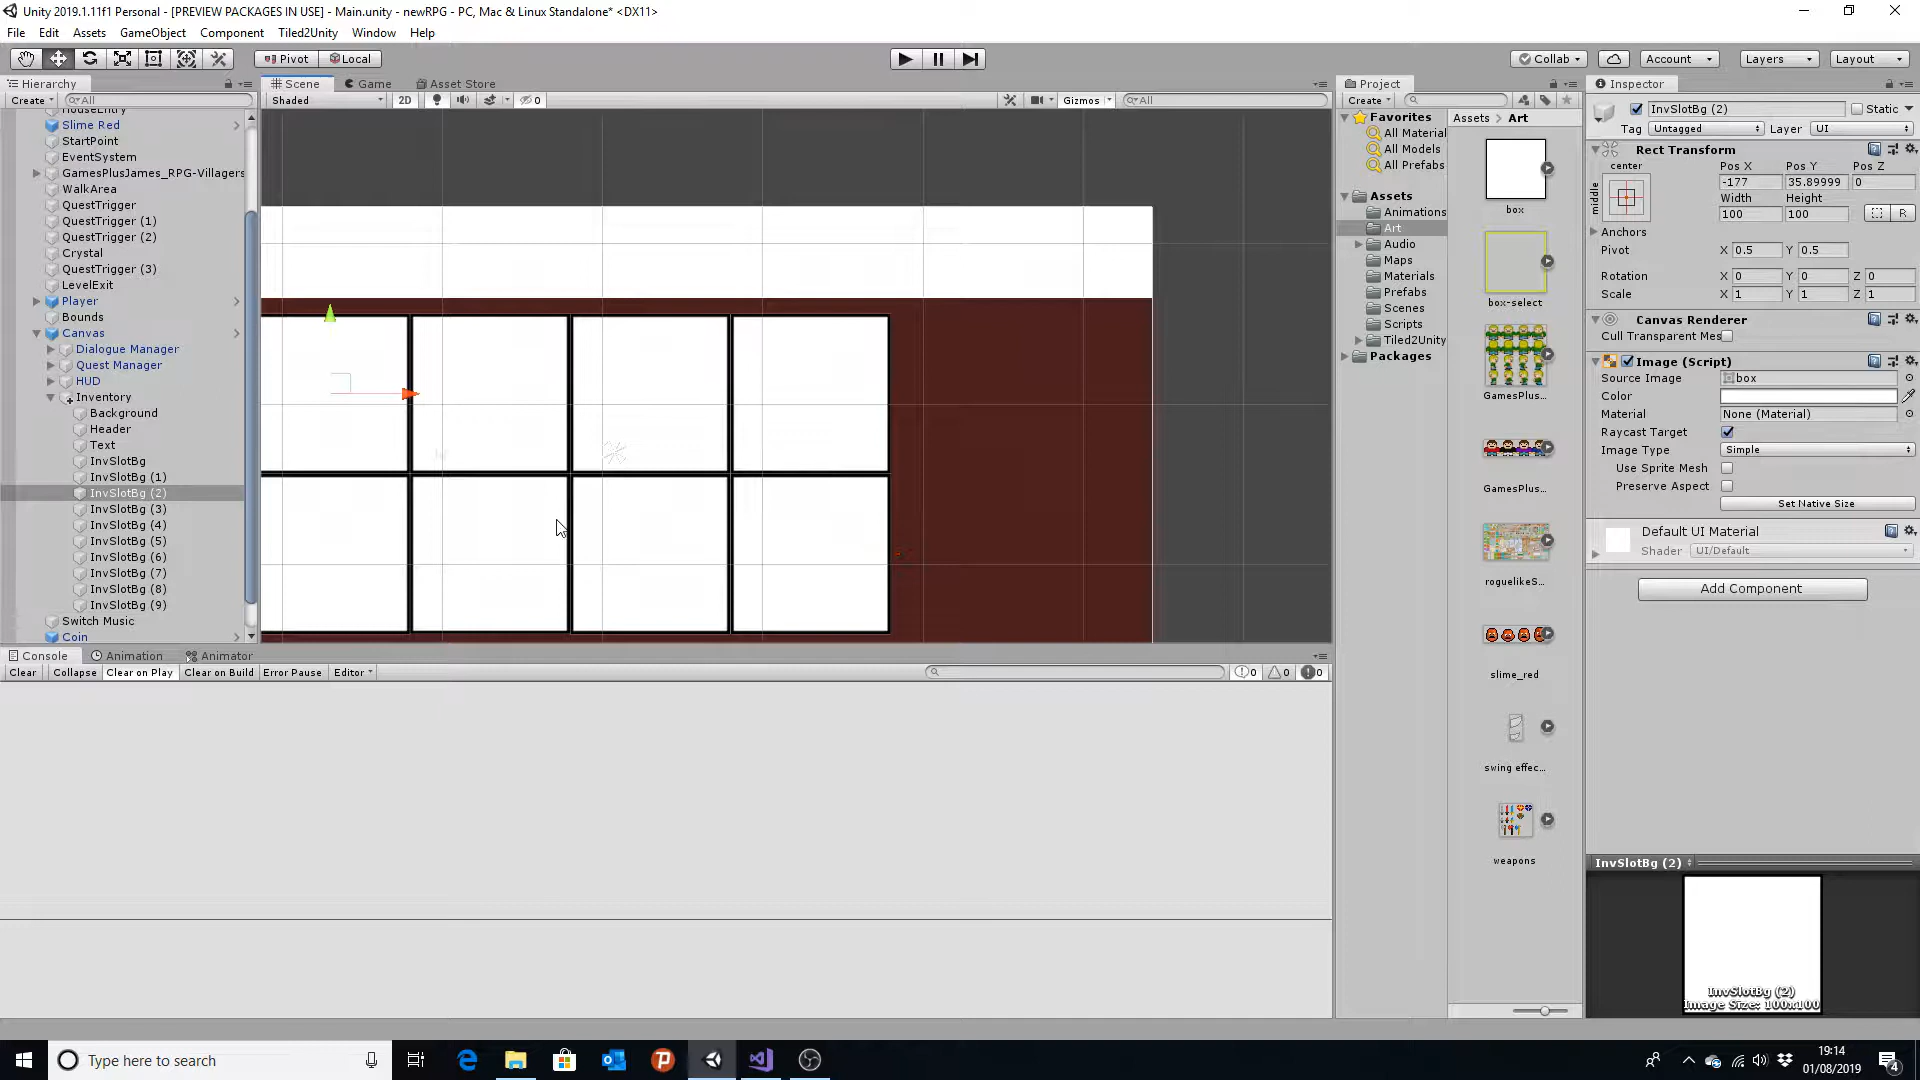 Unity 2019.1.11f1 Personal - [PREVIEW PACKAGES IN USE] - Main.unity - newRPG - PC, Mac & Linux Standalone* <DX11>
File Edit Assets GameObject Component Tiled2Unity Window Help
Pivot Local Collab Account Layers Layout
Hierarchy
Create All
HouseEntry
Slime Red
StartPoint
EventSystem
GamesPlusJames_RPG-Villagers
WalkArea
QuestTrigger
QuestTrigger (1)
QuestTrigger (2)
Crystal
QuestTrigger (3)
LevelExit
Player
Bounds
Canvas
Dialogue Manager
Quest Manager
HUD
Inventory
Background
Header
Text
InvSlotBg
InvSlotBg (1)
InvSlotBg (2)
InvSlotBg (3)
InvSlotBg (4)
InvSlotBg (5)
InvSlotBg (6)
InvSlotBg (7)
InvSlotBg (8)
InvSlotBg (9)
Switch Music
Coin
Scene Game Asset Store
Shaded 2D 0 Gizmos All
Console Animation Animator
Clear Collapse Clear on Play Clear on Build Error Pause Editor 0 0 0
Project
Create
Favorites
All Material
All Models
All Prefabs
Assets
Animations
Art
Audio
Maps
Materials
Prefabs
Scenes
Scripts
Tiled2Unity
Packages
Assets > Art
box
box-select
GamesPlus...
GamesPlus...
roguelikeS...
slime_red
swing effec...
weapons
Inspector
InvSlotBg (2) Static
Tag Untagged Layer UI
Rect Transform
center Pos X Pos Y Pos Z
middle
-177 35.89999 0
Width Height
100 100 R
Anchors
Pivot X 0.5 Y 0.5
Rotation X 0 Y 0 Z 0
Scale X 1 Y 1 Z 1
Canvas Renderer
Cull Transparent Mes
Image (Script)
Source Image box
Color
Material None (Material)
Raycast Target
Image Type Simple
Use Sprite Mesh
Preserve Aspect
Set Native Size
Default UI Material
Shader UI/Default
Add Component
InvSlotBg (2)
InvSlotBg (2)
Image Size: 100x100
Type here to search
19:14
01/08/2019
4